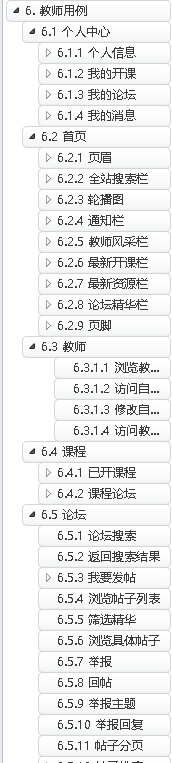 6. 教师用例
6.1 个人中心
6.1.1 个人信息
6.1.2 我的开课
6.1.3 我的论坛
6.1.4 我的消息
6.2 首页
6.2.1 页眉
6.2.2 全站搜索栏
6.2.3 轮播图
6.2.4 通知栏
6.2.5 教师风采栏
6.2.6 最新开课栏
6.2.7 最新资源栏
6.2.8 论坛精华栏
6.2.9 页脚
6.3 教师
6.3.1.1 浏览教...
6.3.1.2 访问自...
6.3.1.3 修改自...
6.3.1.4 访问教...
6.4 课程
6.4.1 已开课程
6.4.2 课程论坛
6.5 论坛
6.5.1 论坛搜索
6.5.2 返回搜索结果
6.5.3 我要发帖
6.5.4 浏览帖子列表
6.5.5 筛选精华
6.5.6 浏览具体帖子
6.5.7 举报
6.5.8 回帖
6.5.9 举报主题
6.5.10 举报回复
6.5.11 帖子分页